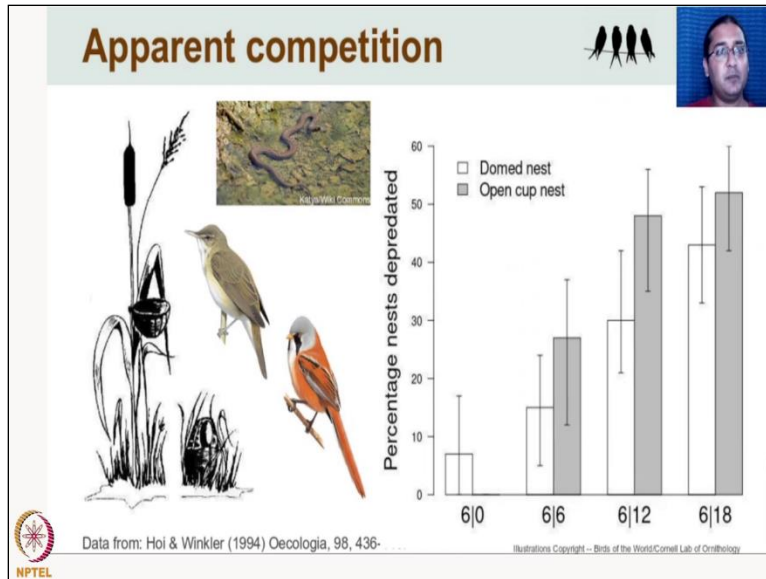 Apparent competition
Katya/Wiki Commons
Domed nest
Open cup nest
Percentage nests depredated
60
50
40
30
20
10
0
6|0
6|6
6|12
6|18
Data from: Hoi & Winkler (1994) Oecologia, 98, 436-
Illustrations Copyright -- Birds of the World/Cornell Lab of Ornithology
NPTEL